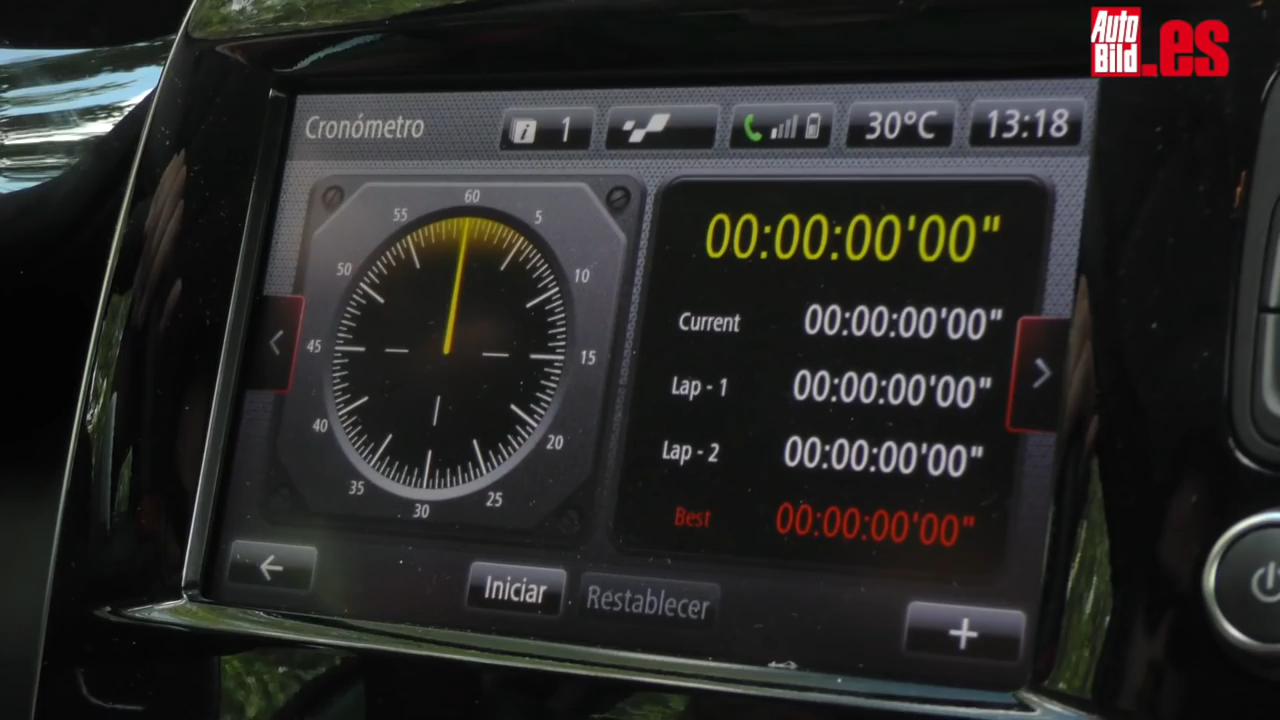 Auto
Bild.es
Cronómetro
i 1
30°C
13:18
60
55
5
50
10
45
15
40
20
35
25
30
00:00:00'00"
Current 00:00:00'00"
Lap - 1 00:00:00'00"
Lap - 2 00:00:00'00"
Best 00:00:00'00"
Iniciar
Restablecer
+